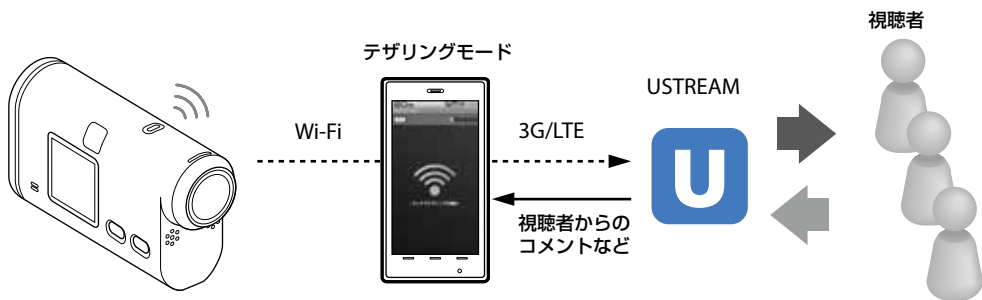 視聴者
テザリングモード
USTREAM
Wi-Fi
3G/LTE
U
視聴者からの
コメントなど